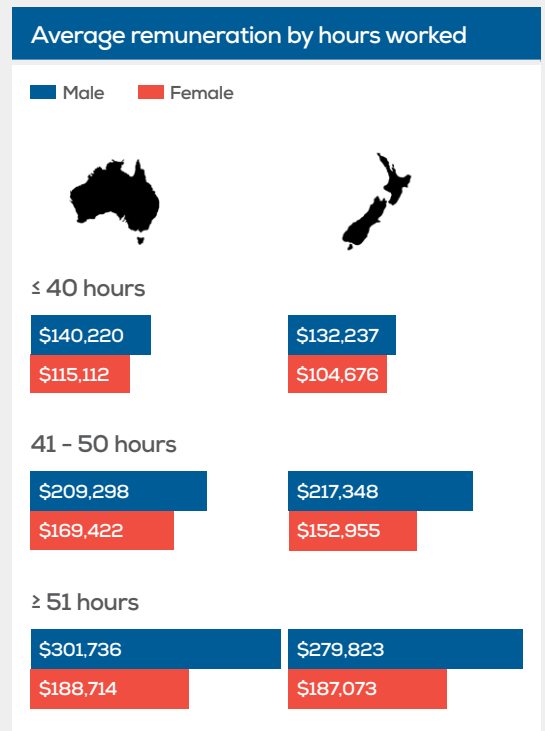 Average remuneration by hours worked
Male Female
≤ 40 hours
$140,220 $132,237
$115,112 $104,676
41 - 50 hours
$209,298 $217,348
$169,422 $152,955
≥ 51 hours
$301,736 $279,823
$188,714 $187,073